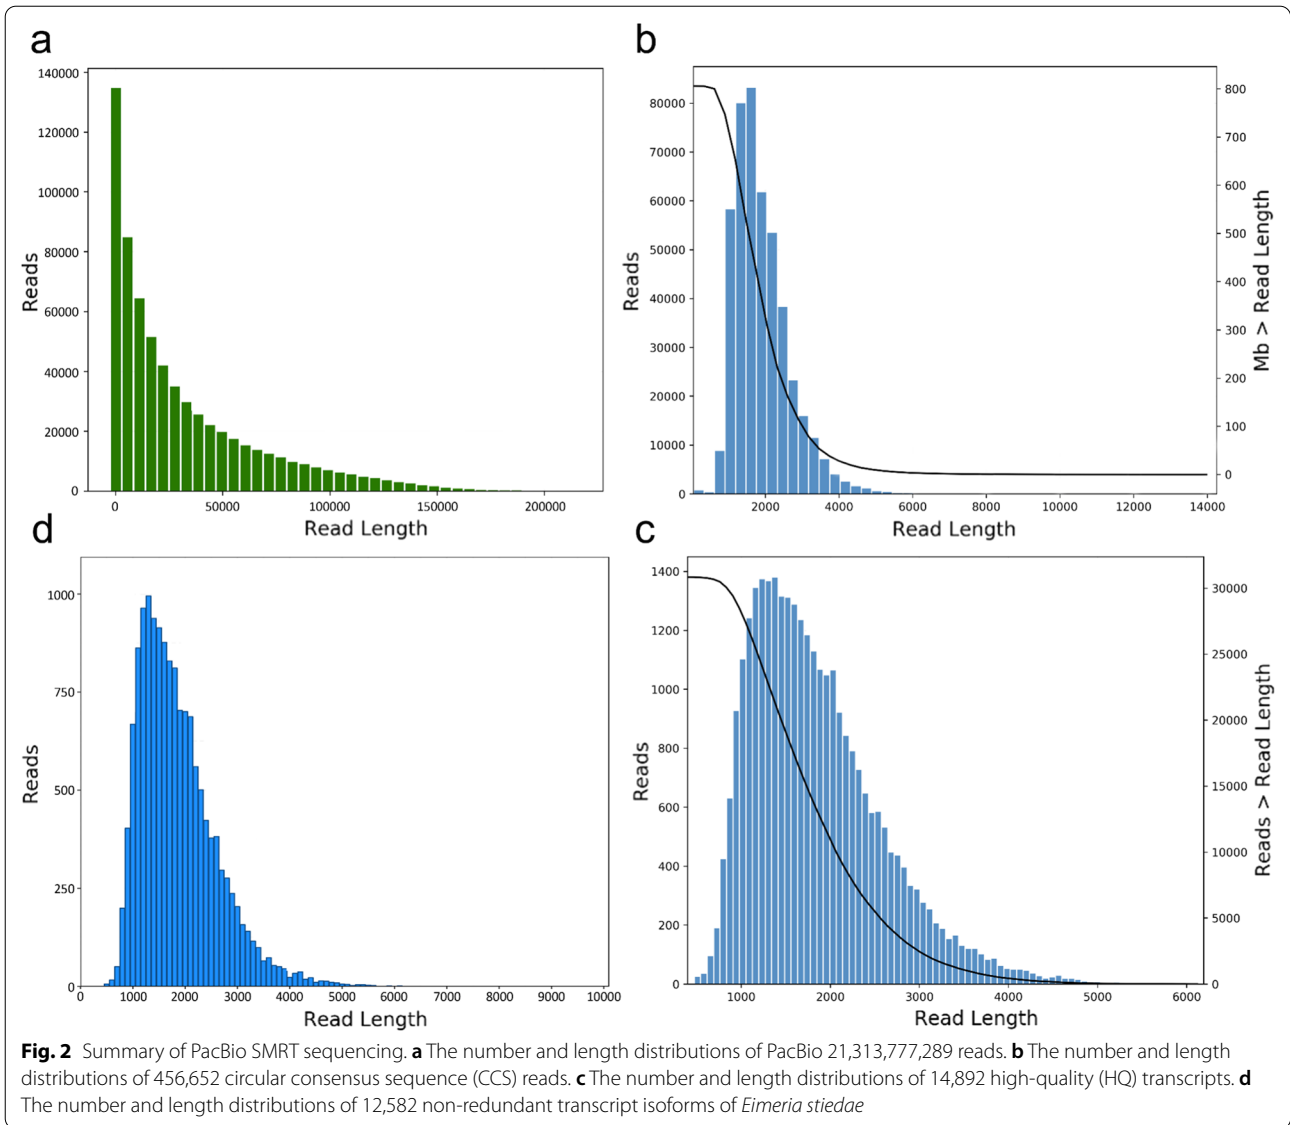 a
140000
120000
100000
80000
60000
40000
20000
0
Reads
0 50000 100000 150000 200000
Read Length
b
80000
70000
60000
50000
40000
30000
20000
10000
0
Reads
800
700
600
500
400
300
200
100
0
Mb > Read Length
2000 4000 6000 8000 10000 12000 14000
Read Length
d
1000
750
500
250
0
Reads
0 1000 2000 3000 4000 5000 6000 7000 8000 9000 10000
Read Length
c
1400
1200
1000
800
600
400
200
0
Reads
30000
25000
20000
15000
10000
5000
0
Reads > Read Length
1000 2000 3000 4000 5000 6000
Read Length
Fig. 2 Summary of PacBio SMRT sequencing. a The number and length distributions of PacBio 21,313,777,289 reads. b The number and length
distributions of 456,652 circular consensus sequence (CCS) reads. c The number and length distributions of 14,892 high-quality (HQ) transcripts. d
The number and length distributions of 12,582 non-redundant transcript isoforms of Eimeria stiedae